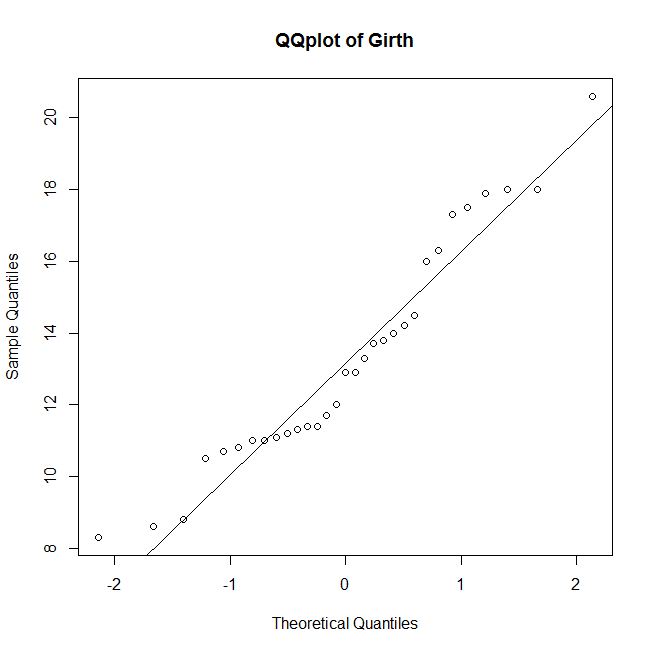 QQplot of Girth
20
18
16
14
12
10
8
Sample Quantiles
-2 -1 0 1 2
Theoretical Quantiles